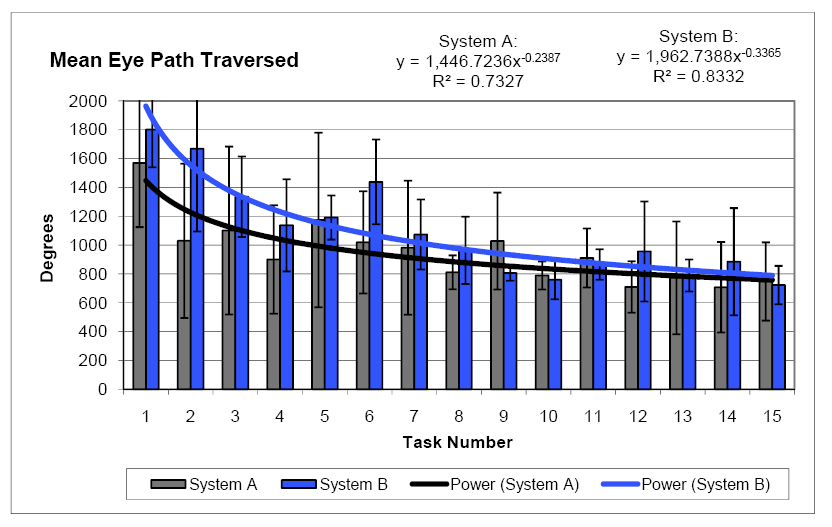 Mean Eye Path Traversed
System A:
y = 1,446.7236x-0.2387
R² = 0.7327
System B:
y = 1,962.7388x-0.3365
R² = 0.8332
2000
1800
1600
1400
1200
1000
800
600
400
200
0
Degrees
1 2 3 4 5 6 7 8 9 10 11 12 13 14 15
Task Number
System A System B Power (System A) Power (System B)